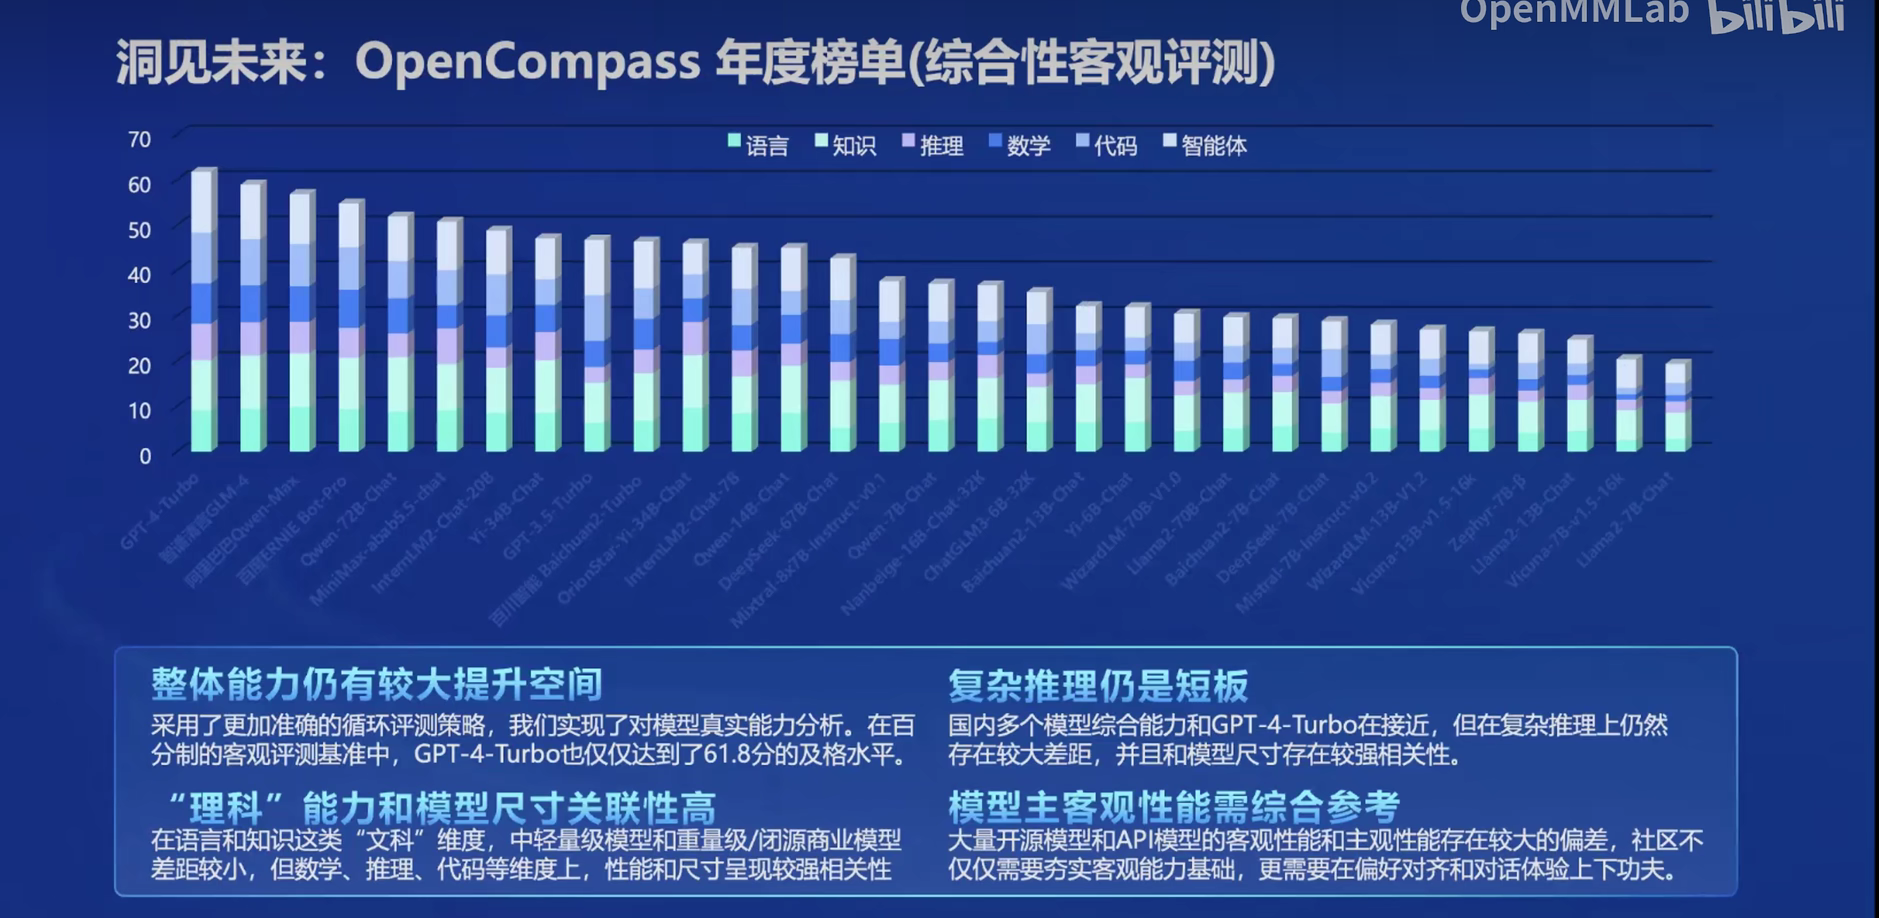 OpenMMLab bilibili
洞见未来：OpenCompass 年度榜单(综合性客观评测)
70
60
50
40
30
20
10
0
语言 知识 推理 数学 代码 智能体
GPT-4-Turbo
智谱清言GLM-4
阿里巴巴Qwen-Max
百度ERNIE Bot-Pro
Qwen-72B-Chat
MiniMax-abab5.5-chat
InternLM2-Chat-20B
Yi-34B-Chat
GPT-3.5-Turbo
百川智能 Baichuan2-Turbo
OrionStar-Yi-34B-Chat
InternLM2-Chat-7B
Qwen-14B-Chat
DeepSeek-67B-Chat
Mixtral-8x7B-Instruct-v0.1
Qwen-7B-Chat
Nanbeige-16B-Chat-32K
ChatGLM3-6B-32K
Baichuan2-13B-Chat
Yi-6B-Chat
WizardLM-70B-V1.0
Llama2-70B-Chat
Baichuan2-7B-Chat
DeepSeek-7B-Chat
Mistral-7B-Instruct-v0.2
WizardLM-13B-V1.2
Vicuna-13B-v1.5-16k
Zephyr-7B-β
Llama2-13B-Chat
Vicuna-7B-v1.5-16k
Llama2-7B-Chat
整体能力仍有较大提升空间
采用了更加准确的循环评测策略，我们实现了对模型真实能力分析。在百
分制的客观评测基准中，GPT-4-Turbo也仅仅达到了61.8分的及格水平。
“理科”能力和模型尺寸关联性高
在语言和知识这类“文科”维度，中轻量级模型和重量级/闭源商业模型
差距较小，但数学、推理、代码等维度上，性能和尺寸呈现较强相关性
复杂推理仍是短板
国内多个模型综合能力和GPT-4-Turbo在接近，但在复杂推理上仍然
存在较大差距，并且和模型尺寸存在较强相关性。
模型主客观性能需综合参考
大量开源模型和API模型的客观性能和主观性能存在较大的偏差，社区不
仅仅需要夯实客观能力基础，更需要在偏好对齐和对话体验上下功夫。